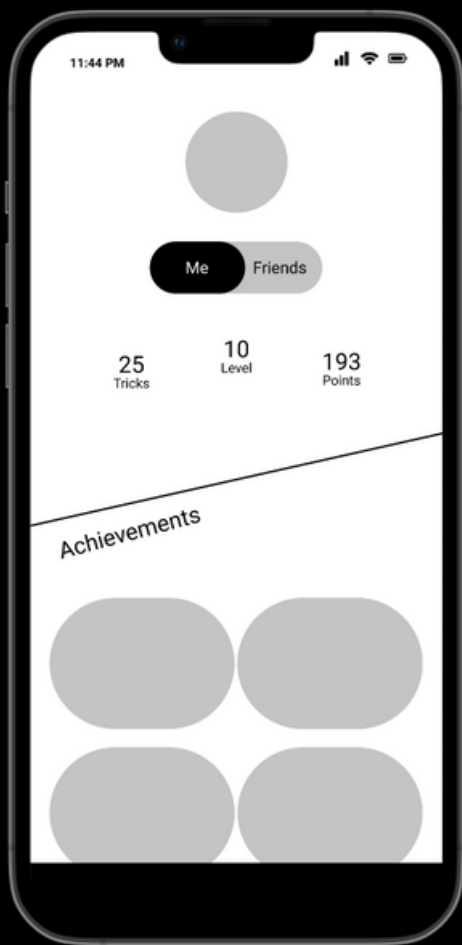 11:44 PM
Me Friends
25 10 193
Tricks Level Points
Achievements